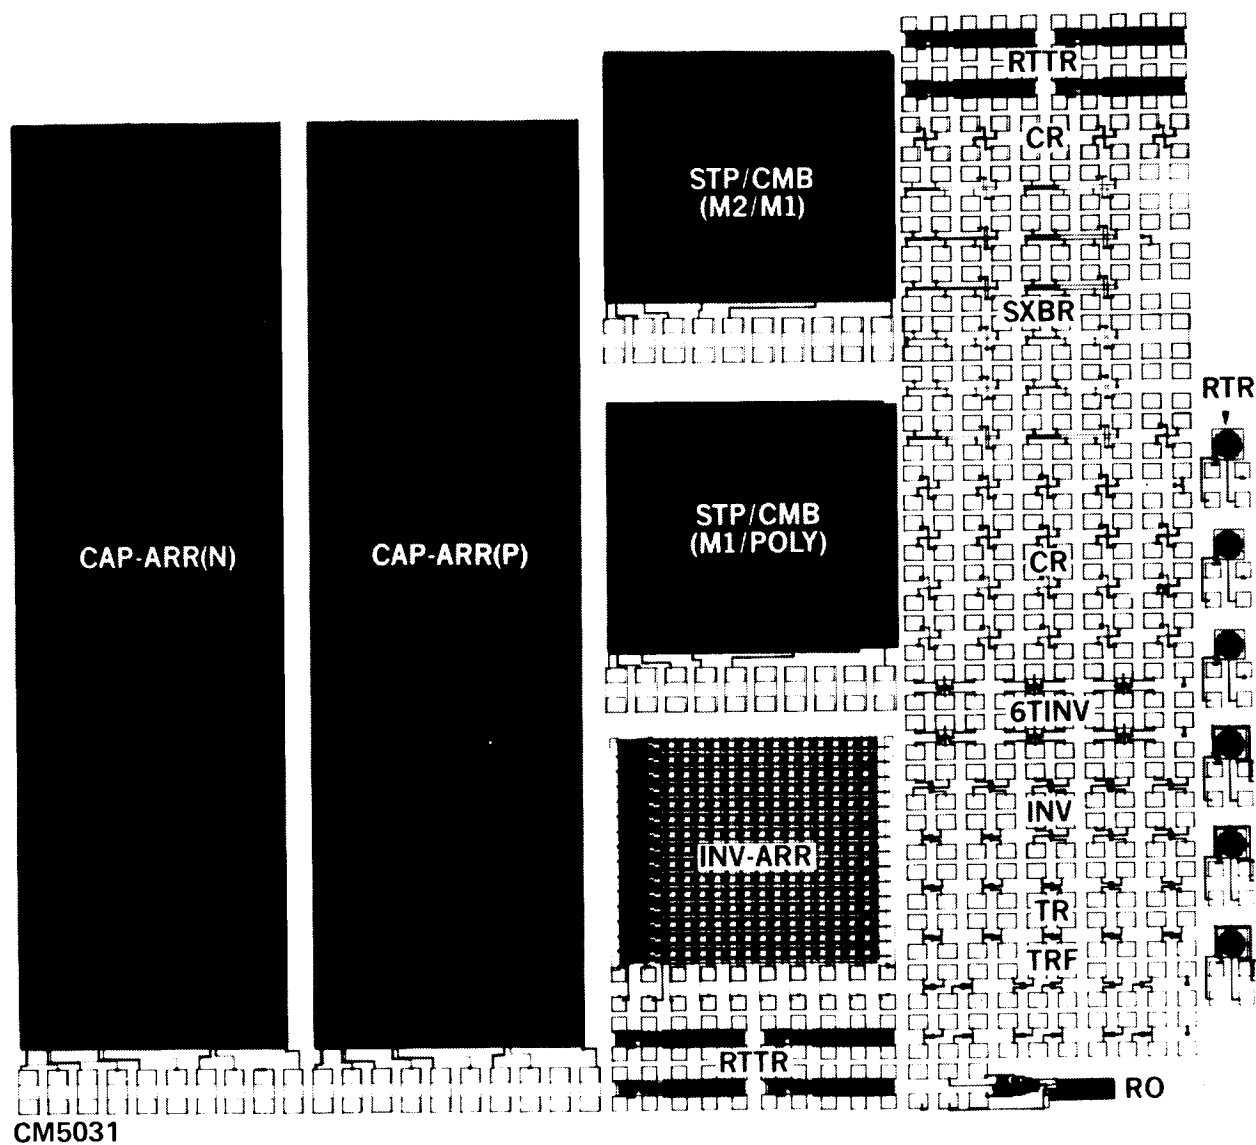 RTTR
CR
STP/CMB
(M2/M1)
SXBR
RTR
STP/CMB
(M1/POLY)
CAP-ARR(N)
CAP-ARR(P)
CR
6TINV
INV
INV-ARR
TR
TRF
RTTR
RO
CM5031